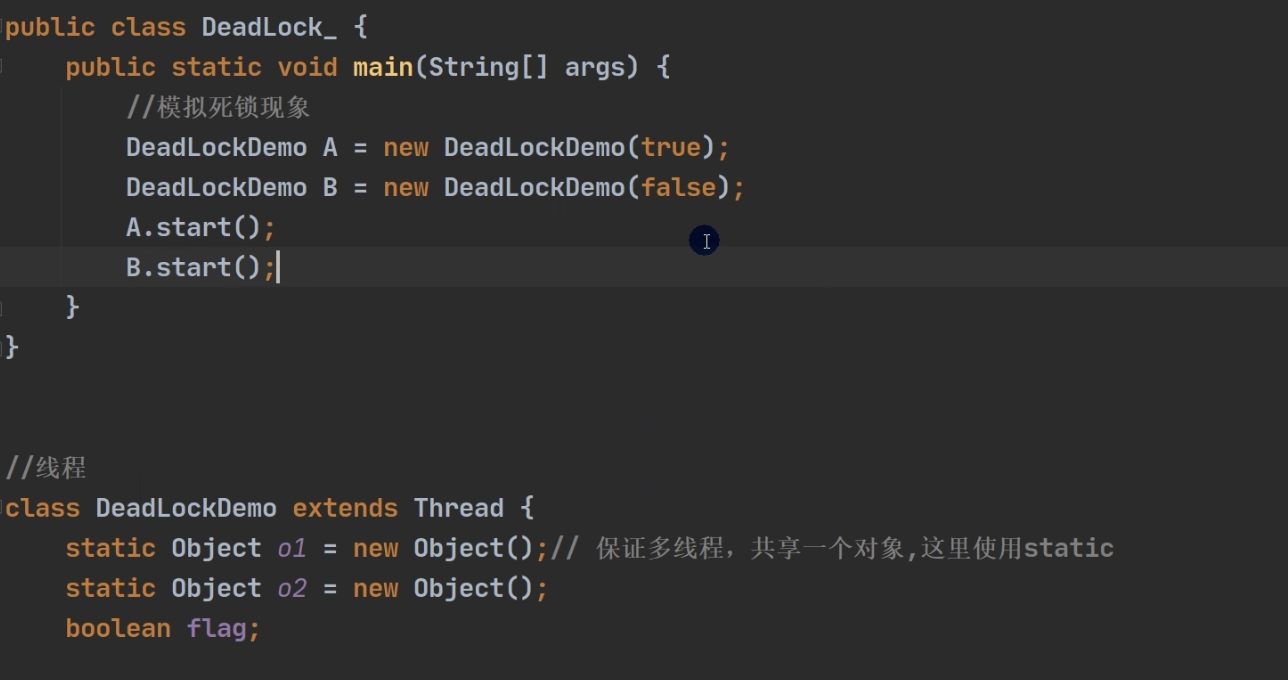 public class DeadLock_ {
    public static void main(String[] args) {
        //模拟死锁现象
        DeadLockDemo A = new DeadLockDemo(true);
        DeadLockDemo B = new DeadLockDemo(false);
        A.start();
        B.start();
    }
}
//线程
class DeadLockDemo extends Thread {
    static Object o1 = new Object();// 保证多线程，共享一个对象,这里使用static
    static Object o2 = new Object();
    boolean flag;